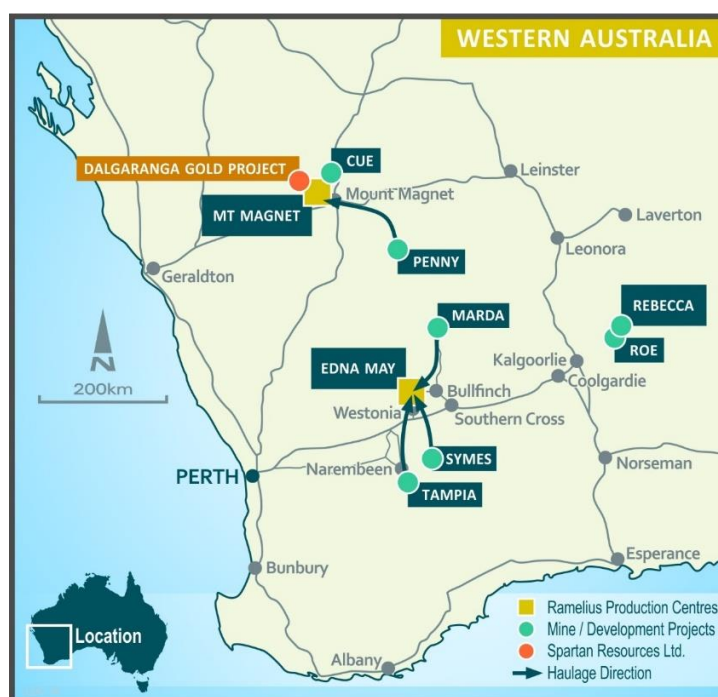 WESTERN AUSTRALIA
DALGARANGA GOLD PROJECT
CUE
Leinster
Mount Magnet
MT MAGNET
Laverton
Leonora
PENNY
Geraldton
MARDA
REBECCA
ROE
N
200km
EDNA MAY
Kalgoorlie
Bullfinch
Coolgardie
Westonia
Southern Cross
SYMES
Narembeen
Norseman
PERTH
TAMPIA
Esperance
Bunbury
Albany
Location
Ramelius Production Centres
Mine / Development Projects
Spartan Resources Ltd.
Haulage Direction